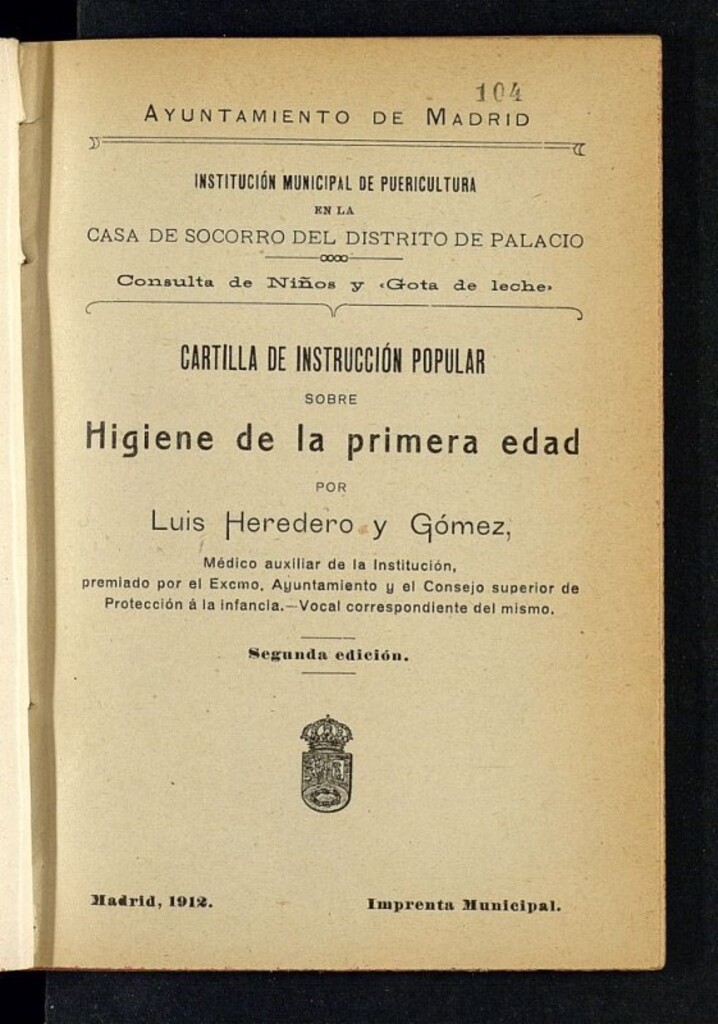 104
AYUNTAMIENTO DE MADRID
INSTITUCIÓN MUNICIPAL DE PUERICULTURA
EN LA
CASA DE SOCORRO DEL DISTRITO DE PALACIO
Consulta de Niños y «Gota de leche»
CARTILLA DE INSTRUCCIÓN POPULAR
SOBRE
Higiene de la primera edad
POR
Luis Heredero y Gómez,
Médico auxiliar de la Institución,
premiado por el Excmo, Ayuntamiento y el Consejo superior de
Protección á la infancia.—Vocal correspondiente del mismo.
Segunda edición.
Madrid, 1912.
Imprenta Municipal.